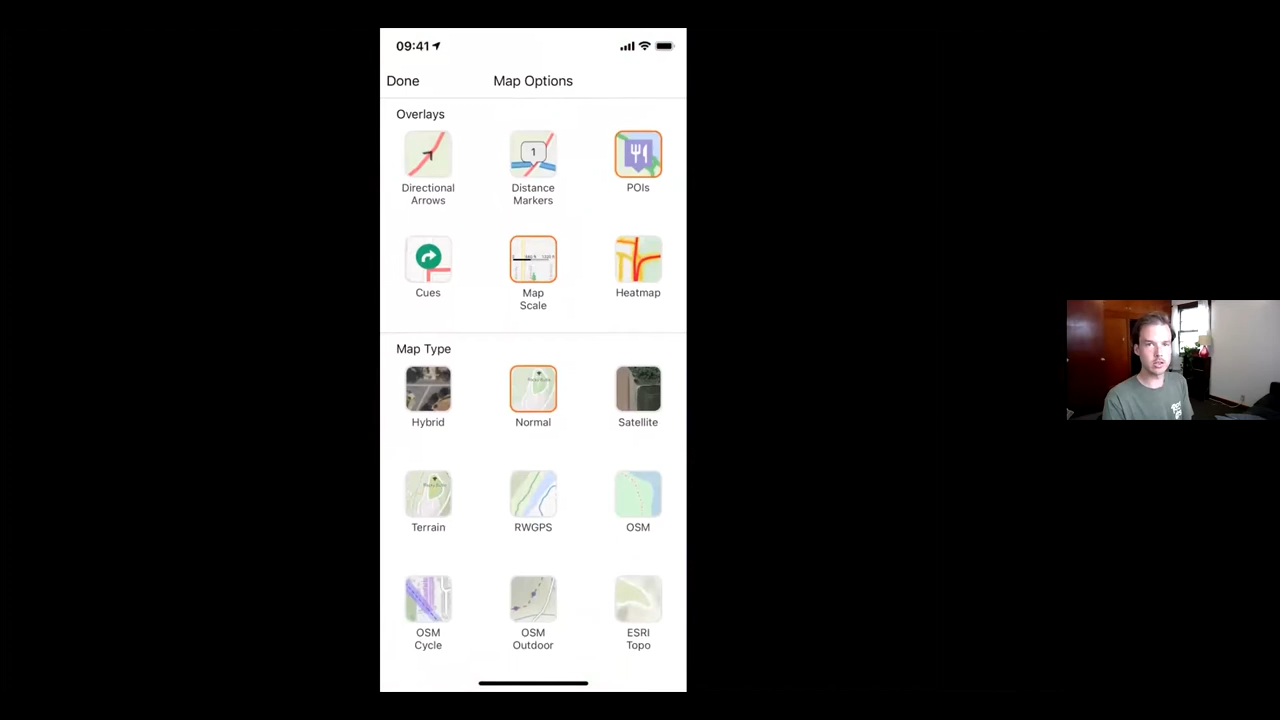 09:41
Done
Map Options
Overlays
1
Directional
Arrows
Distance
Markers
POIs
Cues
Map
Scale
Heatmap
Map Type
Hybrid
Normal
Satellite
Terrain
RWGPS
OSM
OSM
Cycle
OSM
Outdoor
ESRI
Topo